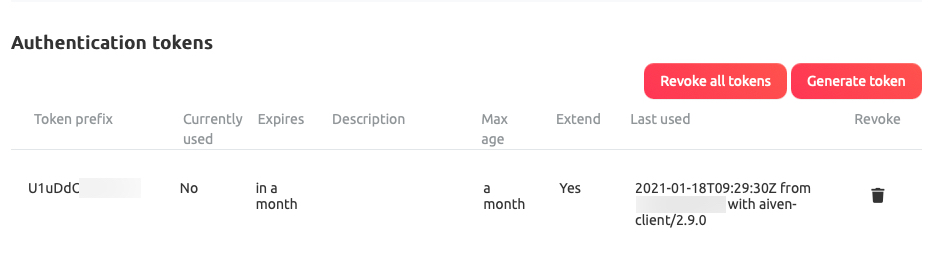 Authentication tokens
Revoke all tokens Generate token
Token prefix Currently used Expires Description Max age Extend Last used Revoke
U1uDdC No in a month a month Yes 2021-01-18T09:29:30Z from
with aiven-
client/2.9.0